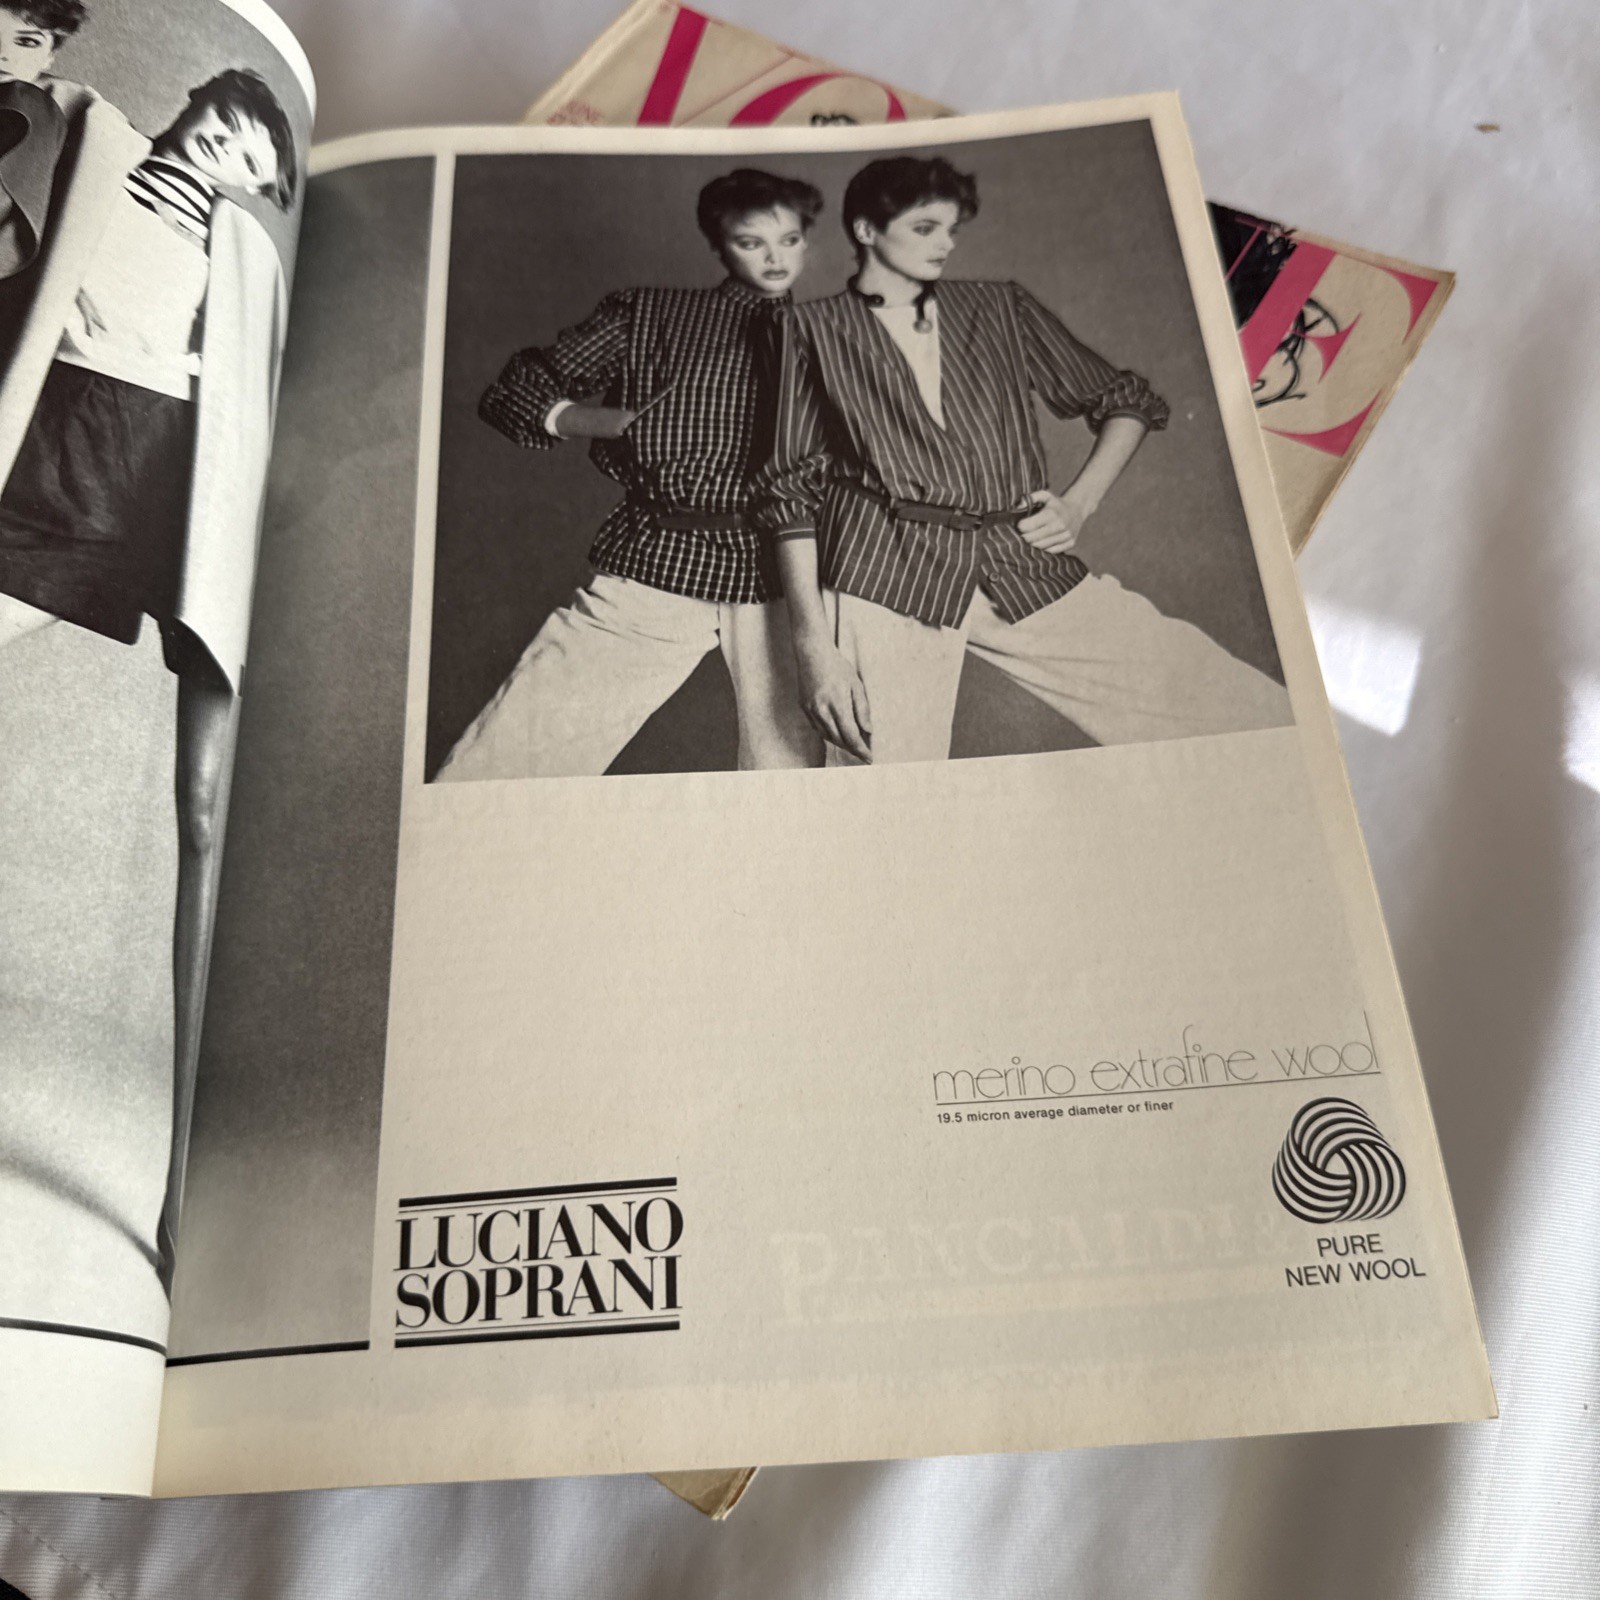 merino extrafine wool
19.5 micron average diameter or finer
LUCIANO
SOPRANI
PURE
NEW WOOL